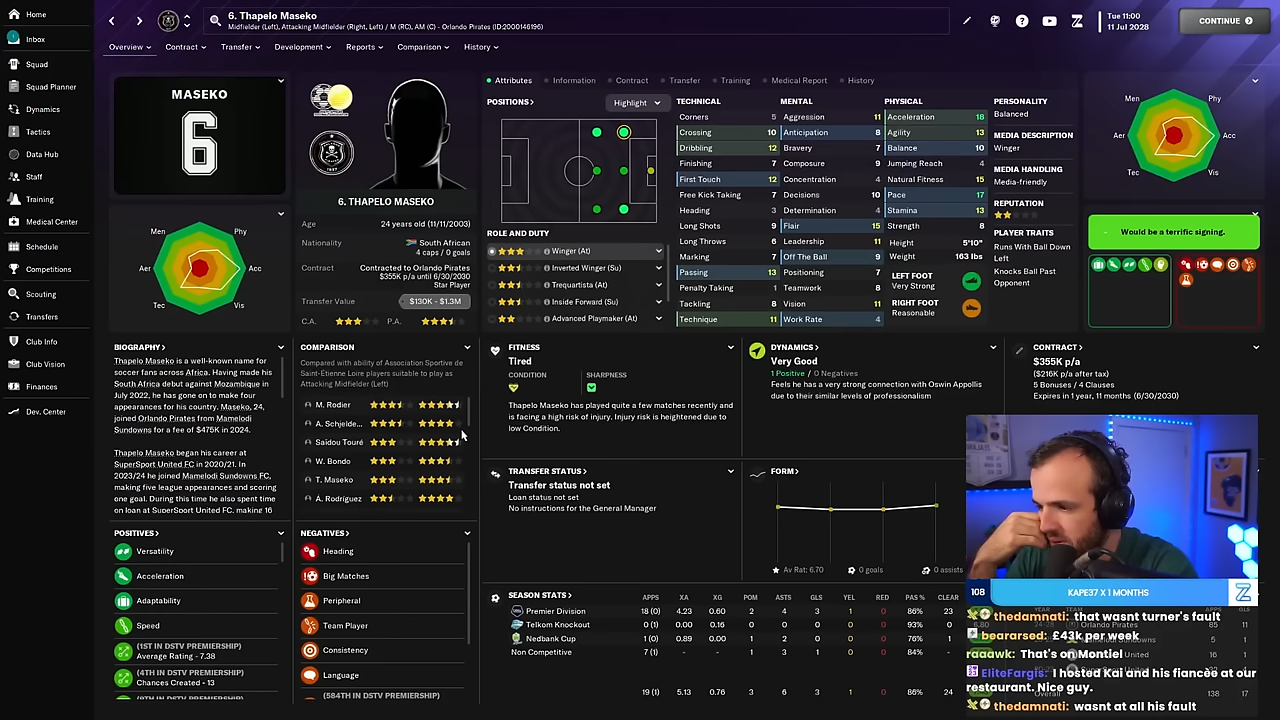 Home
Inbox
Squad
Squad Planner
Dynamics
Tactics
Data Hub
Staff
Training
Medical Center
Schedule
Competitions
Scouting
Transfers
Club Info
Club Vision
Finances
Dev. Center
6. Thapelo Maseko
Midfielder (Left), Attacking Midfielder (Right, Left) / M (RC), AM (C) - Orlando Pirates (ID:2000146196)
Tue 11:00
11 Jul 2028
CONTINUE
Overview
Contract
Transfer
Development
Reports
Comparison
History
MASEKO
6
Men
Phy
Aer
Acc
Tec
Vis
6. THAPELO MASEKO
Age 24 years old (11/11/2003)
Nationality South African
4 caps / 0 goals
Contract Contracted to Orlando Pirates
$355K p/a until 6/30/2030
Star Player
Transfer Value $130K - $1.3M
C.A. P.A.
Attributes
Information
Contract
Transfer
Training
Medical Report
History
POSITIONS>
Highlight
ROLE AND DUTY
Winger (At)
Inverted Winger (Su)
Trequartista (At)
Inside Forward (Su)
Advanced Playmaker (At)
TECHNICAL
Corners 5
Crossing 10
Dribbling 12
Finishing 7
First Touch 12
Free Kick Taking 7
Heading 3
Long Shots 9
Long Throws 6
Marking 7
Passing 13
Penalty Taking 1
Tackling 8
Technique 11
MENTAL
Aggression 11
Anticipation 8
Bravery 7
Composure 9
Concentration 4
Decisions 10
Determination 4
Flair 15
Leadership 11
Off The Ball 9
Positioning 7
Teamwork 8
Vision 11
Work Rate 4
PHYSICAL
Acceleration 18
Agility 13
Balance 10
Jumping Reach 4
Natural Fitness 15
Pace 17
Stamina 13
Strength 8
Height 5'10"
Weight 163 lbs
LEFT FOOT
Very Strong
RIGHT FOOT
Reasonable
PERSONALITY
Balanced
MEDIA DESCRIPTION
Winger
MEDIA HANDLING
Media-friendly
REPUTATION
PLAYER TRAITS
Runs With Ball Down
Left
Knocks Ball Past
Opponent
Men
Phy
Aer
Acc
Tec
Vis
Would be a terrific signing.
BIOGRAPHY>
Thapelo Maseko is a well-known name for
soccer fans across Africa. Having made his
South Africa debut against Mozambique in
July 2022, he has gone on to make four
appearances for his country. Maseko, 24,
joined Orlando Pirates from Mamelodi
Sundowns for a fee of $475K in 2024.
Thapelo Maseko began his career at
SuperSport United FC in 2020/21. In
2023/24 he joined Mamelodi Sundowns FC,
making five league appearances and scoring
one goal. During this time he also spent time
on loan at SuperSport United FC, making 16
COMPARISON
Compared with ability of Association Sportive de
Saint-Étienne Loire players suitable to play as
Attacking Midfielder (Left)
M. Rodier
A. Schjelde...
Saïdou Touré
W. Bondo
T. Maseko
A. Rodríguez
FITNESS
Tired
CONDITION
SHARPNESS
Thapelo Maseko has played quite a few matches recently and
is facing a high risk of injury. Injury risk is heightened due to
low Condition.
DYNAMICS>
Very Good
1 Positive / 0 Negatives
Feels he has a very strong connection with Oswin Appollis
due to their similar levels of professionalism
CONTRACT>
$355K p/a
($216K p/a after tax)
5 Bonuses / 4 Clauses
Expires in 1 year, 11 months (6/30/2030)
TRANSFER STATUS>
Transfer status not set
Loan status not set
No instructions for the General Manager
FORM>
Av Rat: 6.70
0 goals
0 assists
POSITIVES>
Versatility
Acceleration
Adaptability
Speed
(1ST IN DSTV PREMIERSHIP)
Average Rating - 7.38
(4TH IN DSTV PREMIERSHIP)
Chances Created - 13
NEGATIVES>
Heading
Big Matches
Peripheral
Team Player
Consistency
Language
(584TH IN DSTV PREMIERSHIP)
SEASON STATS>
APPS XA XG POM ASTS GLS YEL RED PAS % CLEAR
Premier Division 18 (0) 4.23 0.60 2 4 3 1 0 86% 23
Telkom Knockout 0 (1) 0.00 0.16 0 0 0 0 0 93% 0
Nedbank Cup 1 (0) 0.89 0.00 1 2 0 0 0 76% 1
Non Competitive 7 (1) - - 1 3 1 0 0 84% -
19 (1) 5.13 0.76 3 6 3 1 0 86% 24
108
KAPE37 X 1 MONTHS
thedamnati: that wasnt turner's fault
beararsed: £43k per week
raaawk: That's on Montiel
EliteFargis: I hosted Kai and his fiancée at our
restaurant. Nice guy.
thedamnati: wasnt at all his fault